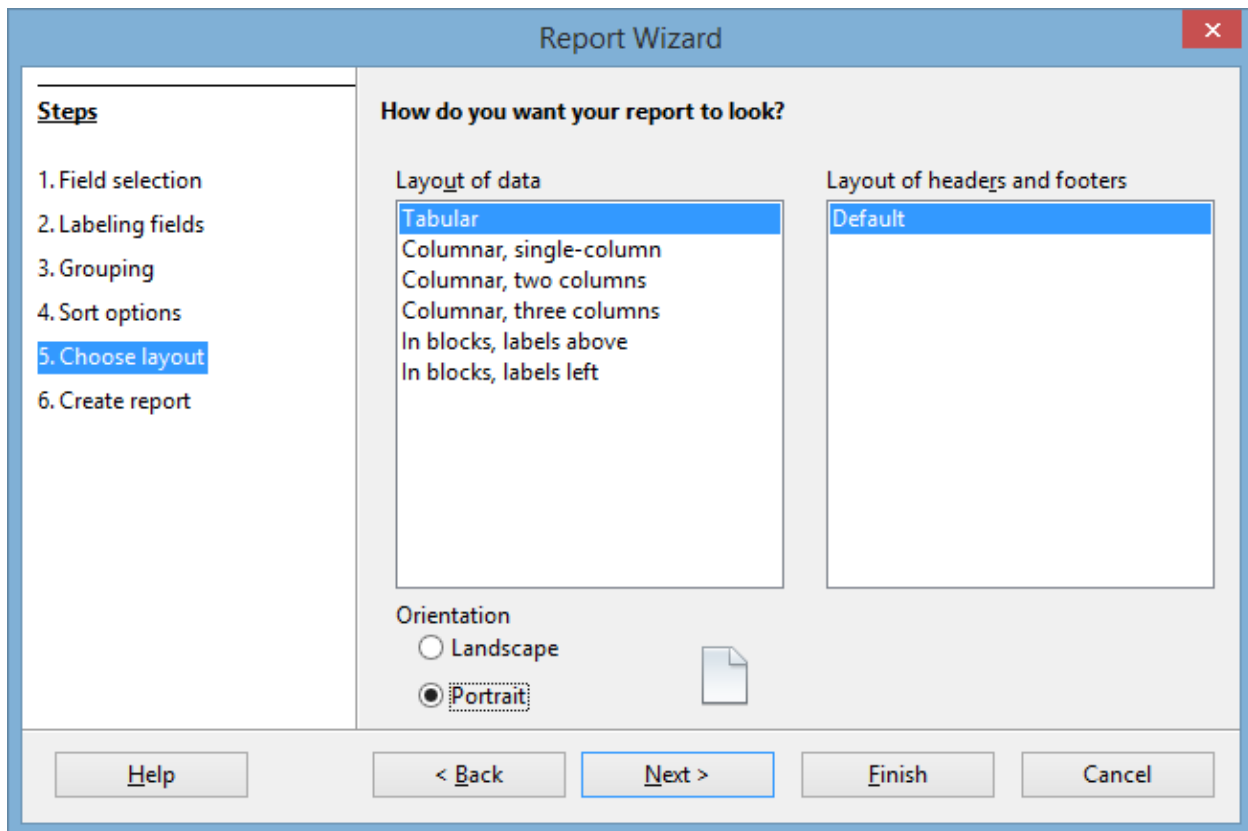 Report Wizard
Steps
1. Field selection
2. Labeling fields
3. Grouping
4. Sort options
5. Choose layout
6. Create report
How do you want your report to look?
Layout of data
Tabular
Columnar, single-column
Columnar, two columns
Columnar, three columns
In blocks, labels above
In blocks, labels left
Layout of headers and footers
Default
Orientation
Landscape
Portrait
Help
< Back
Next >
Finish
Cancel